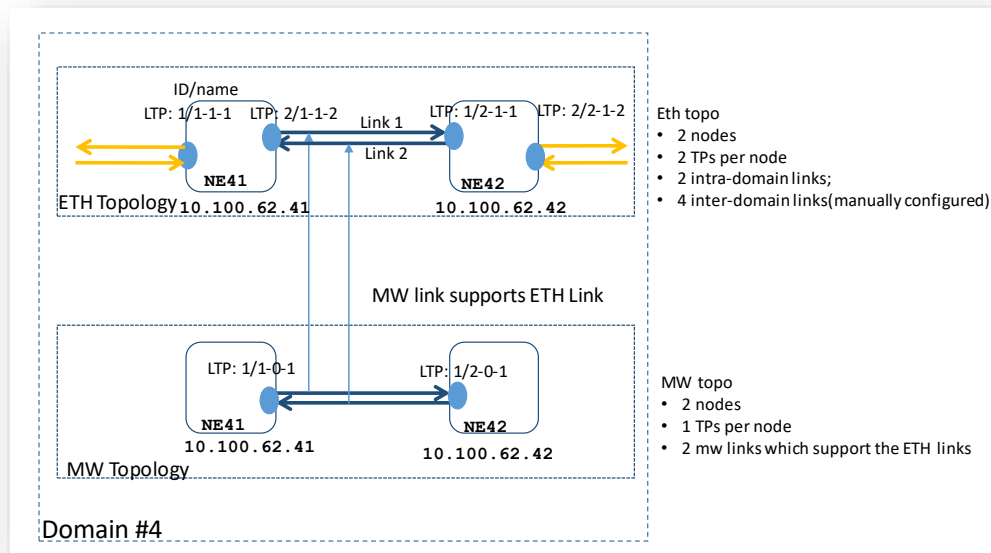 ID/name
LTP: 1/1-1-1
LTP: 2/1-1-2
Link 1
Link 2
LTP: 1/2-1-1
LTP: 2/2-1-2
NE41
NE42
ETH Topology
10.100.62.41
10.100.62.42
Eth topo
• 2 nodes
• 2 TPs per node
• 2 intra-domain links;
• 4 inter-domain links(manually configured)
MW link supports ETH Link
LTP: 1/1-0-1
LTP: 1/2-0-1
NE41
NE42
10.100.62.41
10.100.62.42
MW Topology
MW topo
• 2 nodes
• 1 TPs per node
• 2 mw links which support the ETH links
Domain #4